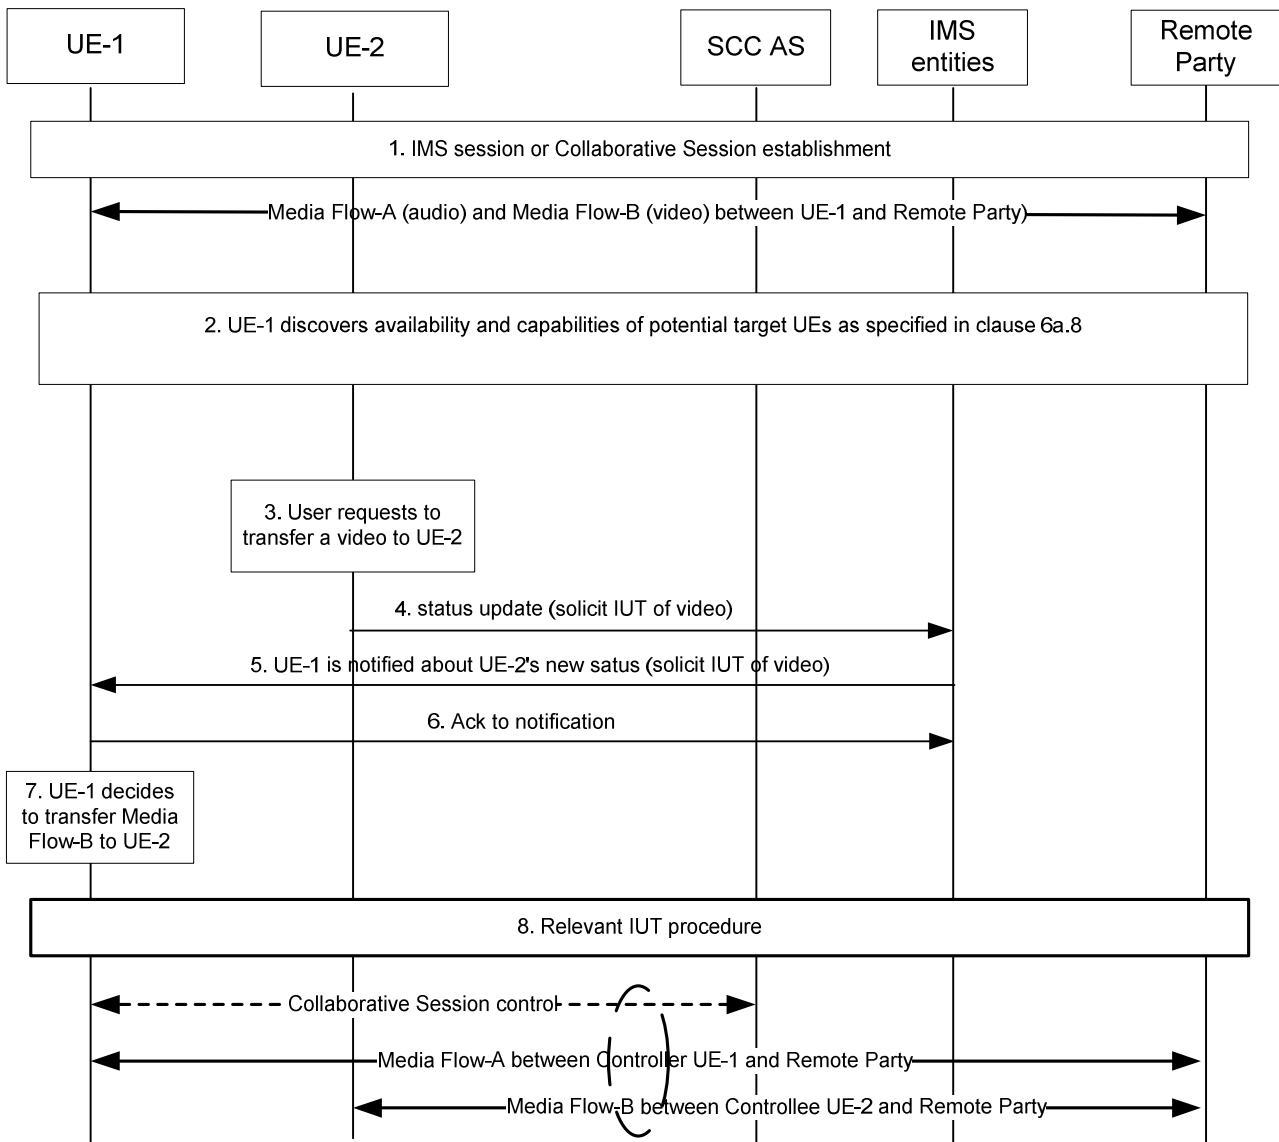 UE-1
UE-2
SCC AS
IMS
entities
Remote
Party
1. IMS session or Collaborative Session establishment
Media Flow-A (audio) and Media Flow-B (video) between UE-1 and Remote Party)
2. UE-1 discovers availability and capabilities of potential target UEs as specified in clause 6a.8
3. User requests to
transfer a video to UE-2
4. status update (solicit IUT of video)
5. UE-1 is notified about UE-2's new satus (solicit IUT of video)
6. Ack to notification
7. UE-1 decides
to transfer Media
Flow-B to UE-2
8. Relevant IUT procedure
Collaborative Session control
Media Flow-A between Controller UE-1 and Remote Party
Media Flow-B between Controllee UE-2 and Remote Party